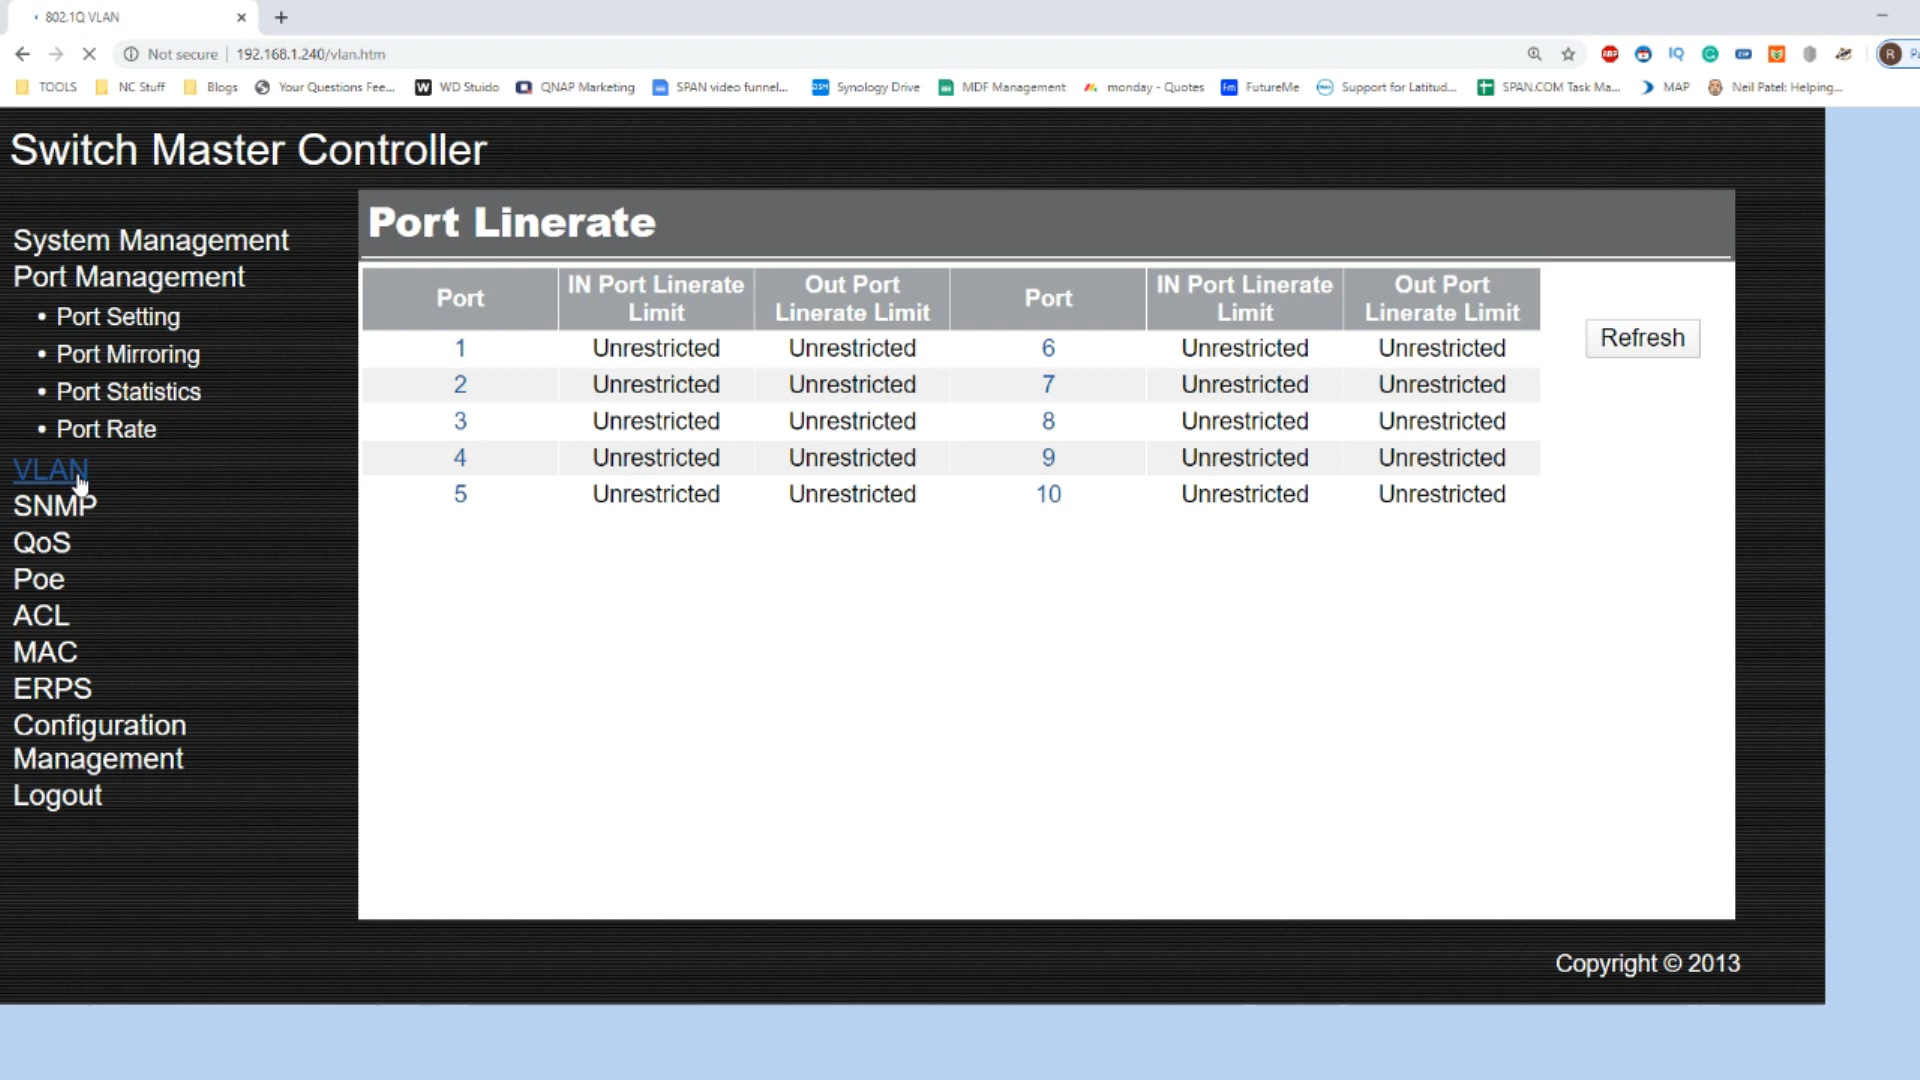 802.1Q VLAN
Not secure 192.168.1.240/vlan.htm
TOOLS NC Stuff Blogs Your Questions Fee... WD Stuido QNAP Marketing SPAN video funnel... Synology Drive MDF Management monday - Quotes FutureMe Support for Latitud... SPAN.COM Task Ma... MAP Neil Patel: Helping...
Switch Master Controller
System Management
Port Management
• Port Setting
• Port Mirroring
• Port Statistics
• Port Rate
VLAN
SNMP
QoS
Poe
ACL
MAC
ERPS
Configuration
Management
Logout
Port Linerate
Port IN Port Linerate Limit Out Port Linerate Limit Port IN Port Linerate Limit Out Port Linerate Limit
1 Unrestricted Unrestricted 6 Unrestricted Unrestricted
2 Unrestricted Unrestricted 7 Unrestricted Unrestricted
3 Unrestricted Unrestricted 8 Unrestricted Unrestricted
4 Unrestricted Unrestricted 9 Unrestricted Unrestricted
5 Unrestricted Unrestricted 10 Unrestricted Unrestricted
Refresh
Copyright © 2013